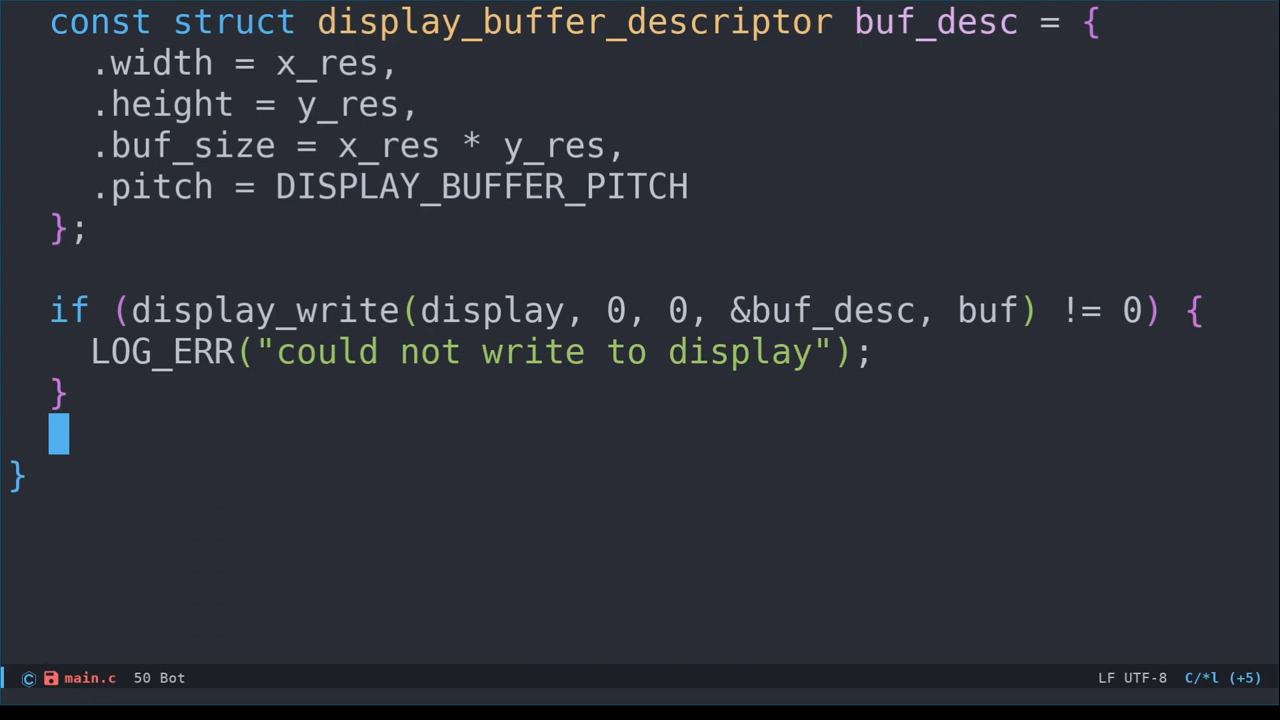 const struct display_buffer_descriptor buf_desc = {
.width = x_res,
.height = y_res,
.buf_size = x_res * y_res,
.pitch = DISPLAY_BUFFER_PITCH
};
if (display_write(display, 0, 0, &buf_desc, buf) != 0) {
LOG_ERR("could not write to display");
}
}
main.c 50 Bot LF UTF-8 C/*l (+5)